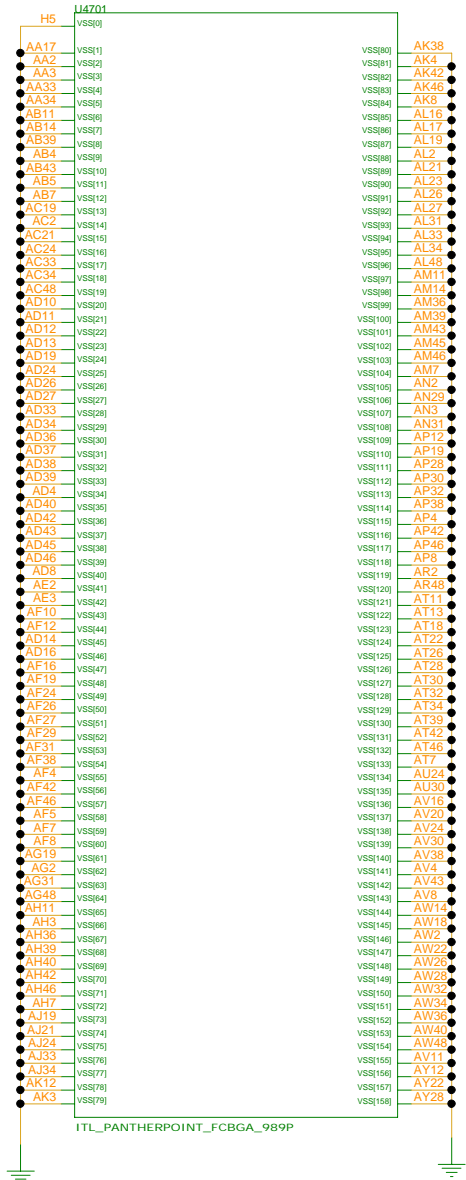 U4701
H5 VSS[0]
AA17 VSS[1] VSS[80] AK38
AA2 VSS[2] VSS[81] AK4
AA3 VSS[3] VSS[82] AK42
AA33 VSS[4] VSS[83] AK46
AA34 VSS[5] VSS[84] AK8
AB11 VSS[6] VSS[85] AL16
AB14 VSS[7] VSS[86] AL17
AB39 VSS[8] VSS[87] AL19
AB4 VSS[9] VSS[88] AL2
AB43 VSS[10] VSS[89] AL21
AB5 VSS[11] VSS[90] AL23
AB7 VSS[12] VSS[91] AL26
AC19 VSS[13] VSS[92] AL27
AC2 VSS[14] VSS[93] AL31
AC21 VSS[15] VSS[94] AL33
AC24 VSS[16] VSS[95] AL34
AC33 VSS[17] VSS[96] AL48
AC34 VSS[18] VSS[97] AM11
AC48 VSS[19] VSS[98] AM14
AD10 VSS[20] VSS[99] AM36
AD11 VSS[21] VSS[100] AM39
AD12 VSS[22] VSS[101] AM43
AD13 VSS[23] VSS[102] AM45
AD19 VSS[24] VSS[103] AM46
AD24 VSS[25] VSS[104] AM7
AD26 VSS[26] VSS[105] AN2
AD27 VSS[27] VSS[106] AN29
AD33 VSS[28] VSS[107] AN3
AD34 VSS[29] VSS[108] AN31
AD36 VSS[30] VSS[109] AP12
AD37 VSS[31] VSS[110] AP19
AD38 VSS[32] VSS[111] AP28
AD39 VSS[33] VSS[112] AP30
AD4 VSS[34] VSS[113] AP32
AD40 VSS[35] VSS[114] AP38
AD42 VSS[36] VSS[115] AP4
AD43 VSS[37] VSS[116] AP42
AD45 VSS[38] VSS[117] AP46
AD46 VSS[39] VSS[118] AP8
AD8 VSS[40] VSS[119] AR2
AE2 VSS[41] VSS[120] AR48
AE3 VSS[42] VSS[121] AT11
AF10 VSS[43] VSS[122] AT13
AF12 VSS[44] VSS[123] AT18
AD14 VSS[45] VSS[124] AT22
AD16 VSS[46] VSS[125] AT26
AF16 VSS[47] VSS[126] AT28
AF19 VSS[48] VSS[127] AT30
AF24 VSS[49] VSS[128] AT32
AF26 VSS[50] VSS[129] AT34
AF27 VSS[51] VSS[130] AT39
AF29 VSS[52] VSS[131] AT42
AF31 VSS[53] VSS[132] AT46
AF38 VSS[54] VSS[133] AT7
AF4 VSS[55] VSS[134] AU24
AF42 VSS[56] VSS[135] AU30
AF46 VSS[57] VSS[136] AV16
AF5 VSS[58] VSS[137] AV20
AF7 VSS[59] VSS[138] AV24
AF8 VSS[60] VSS[139] AV30
AG19 VSS[61] VSS[140] AV38
AG2 VSS[62] VSS[141] AV4
AG31 VSS[63] VSS[142] AV43
AG48 VSS[64] VSS[143] AV8
AH11 VSS[65] VSS[144] AW14
AH3 VSS[66] VSS[145] AW18
AH36 VSS[67] VSS[146] AW2
AH39 VSS[68] VSS[147] AW22
AH40 VSS[69] VSS[148] AW26
AH42 VSS[70] VSS[149] AW28
AH46 VSS[71] VSS[150] AW32
AH7 VSS[72] VSS[151] AW34
AJ19 VSS[73] VSS[152] AW36
AJ21 VSS[74] VSS[153] AW40
AJ24 VSS[75] VSS[154] AW48
AJ33 VSS[76] VSS[155] AV11
AJ34 VSS[77] VSS[156] AY12
AK12 VSS[78] VSS[157] AY22
AK3 VSS[79] VSS[158] AY28
ITL_PANTHERPOINT_FCBGA_989P